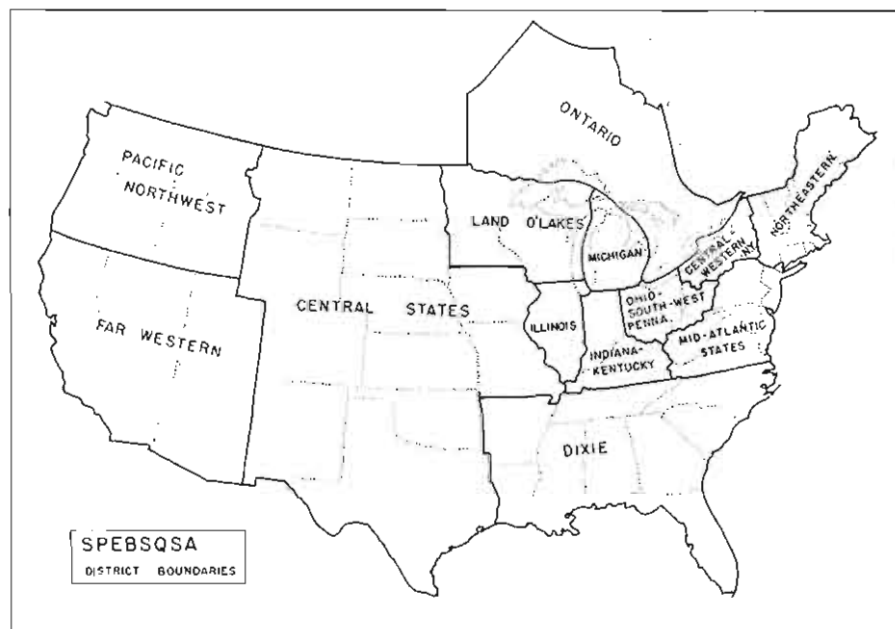 ONTARIO
PACIFIC
NORTHWEST
NORTHEASTERN
LAND O'LAKES
MICHIGAN
CENTRAL-
WESTERN NY.
CENTRAL STATES
OHIO-
SOUTH-WEST
PENNA.
FAR WESTERN
ILLINOIS
MID-ATLANTIC
STATES
INDIANA-
KENTUCKY
DIXIE
SPEBSQSA
DISTRICT BOUNDARIES